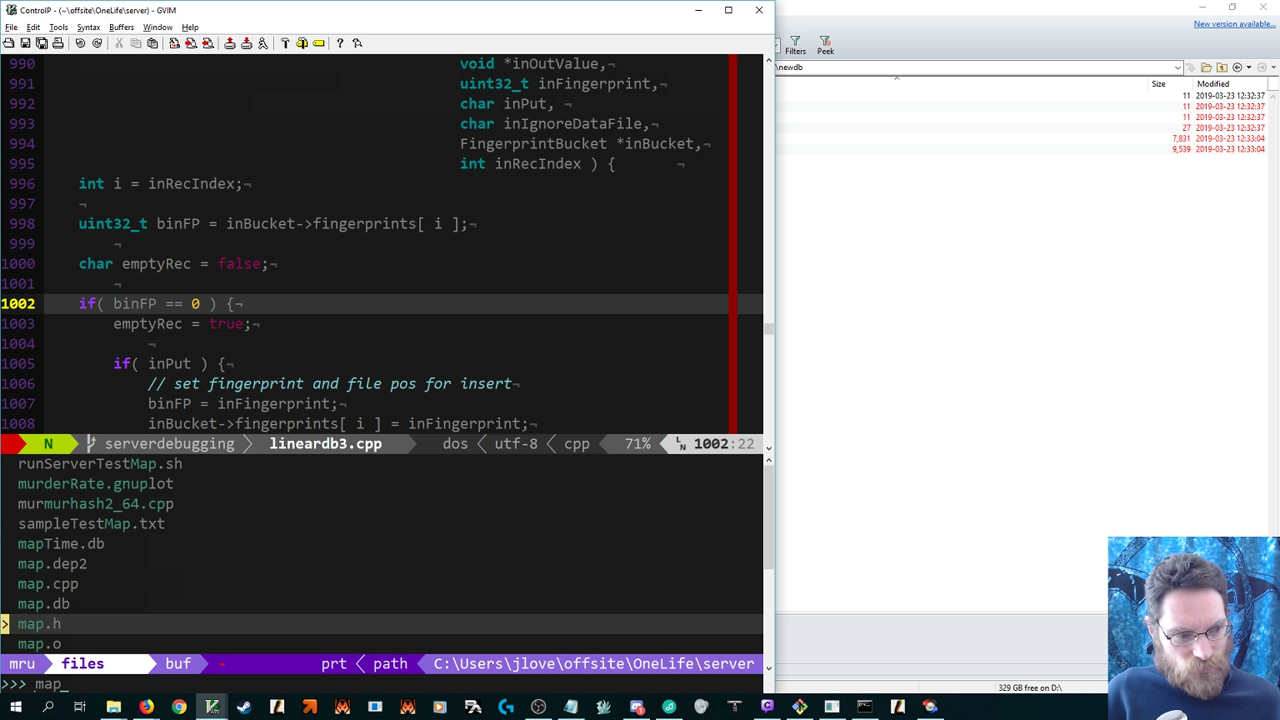 ControlP - (~\offsite\OneLife\server) - GVIM
File Edit Tools Syntax Buffers Window Help
New version available...
Filters Peek
\newdb
Size Modified
11 2019-03-23 12:32:37
11 2019-03-23 12:32:37
11 2019-03-23 12:32:37
27 2019-03-23 12:32:37
7,831 2019-03-23 12:33:04
9,539 2019-03-23 12:33:04
990 void *inOutValue,¬
991 uint32_t inFingerprint,¬
992 char inPut, ¬
993 char inIgnoreDataFile,¬
994 FingerprintBucket *inBucket,¬
995 int inRecIndex ) { ¬
996 int i = inRecIndex;¬
997 ¬
998 uint32_t binFP = inBucket->fingerprints[ i ];¬
999 ¬
1000 char emptyRec = false;¬
1001 ¬
1002 if( binFP == 0 ) {¬
1003 emptyRec = true;¬
1004 ¬
1005 if( inPut ) {¬
1006 // set fingerprint and file pos for insert¬
1007 binFP = inFingerprint;¬
1008 inBucket->fingerprints[ i ] = inFingerprint;¬
N serverdebugging lineardb3.cpp dos utf-8 cpp 71% LN 1002:22
runServerTestMap.sh
murderRate.gnuplot
murmurhash2_64.cpp
sampleTestMap.txt
mapTime.db
map.dep2
map.cpp
map.db
> map.h
map.o
mru files buf - prt path C:\Users\jlove\offsite\OneLife\server
>>> map_
329 GB free on D:\